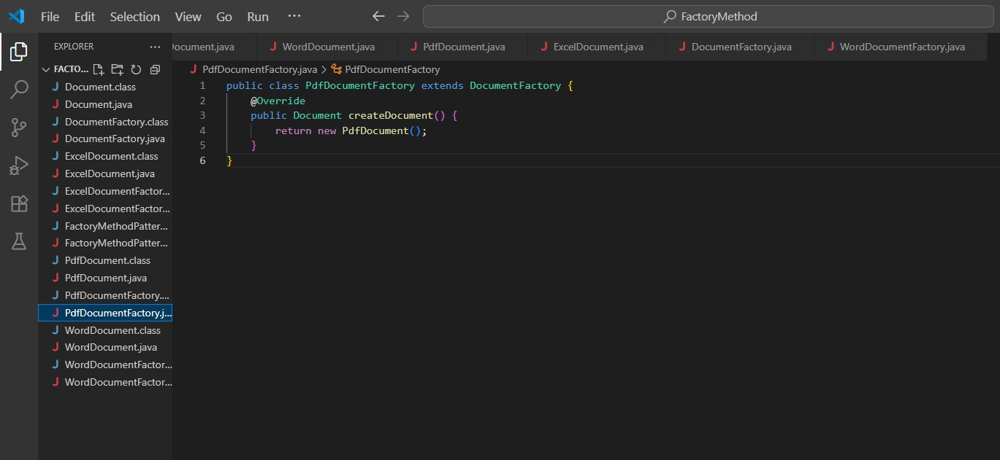 File Edit Selection View Go Run ···
FactoryMethod
EXPLORER ···
FACTO...
Document.class
Document.java
DocumentFactory.class
DocumentFactory.java
ExcelDocument.class
ExcelDocument.java
ExcelDocumentFactor...
ExcelDocumentFactor...
FactoryMethodPatter...
FactoryMethodPatter...
PdfDocument.class
PdfDocument.java
PdfDocumentFactory....
PdfDocumentFactory.j...
WordDocument.class
WordDocument.java
WordDocumentFactor...
WordDocumentFactor...
Document.java WordDocument.java PdfDocument.java ExcelDocument.java DocumentFactory.java WordDocumentFactory.java
PdfDocumentFactory.java > PdfDocumentFactory
1 public class PdfDocumentFactory extends DocumentFactory {
2 @Override
3 public Document createDocument() {
4 return new PdfDocument();
5 }
6 }